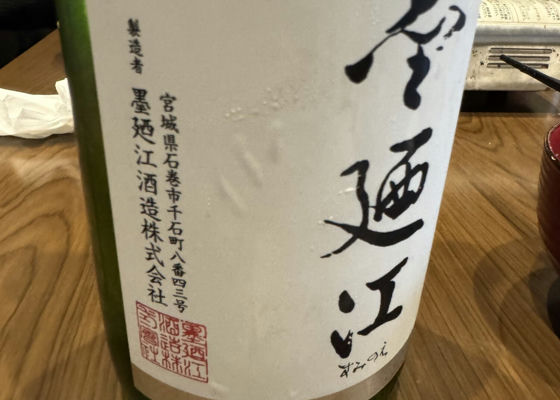 墨廼江
すみのえ
製造者
宮城県石巻市千石町八番四三号
墨廼江酒造株式会社